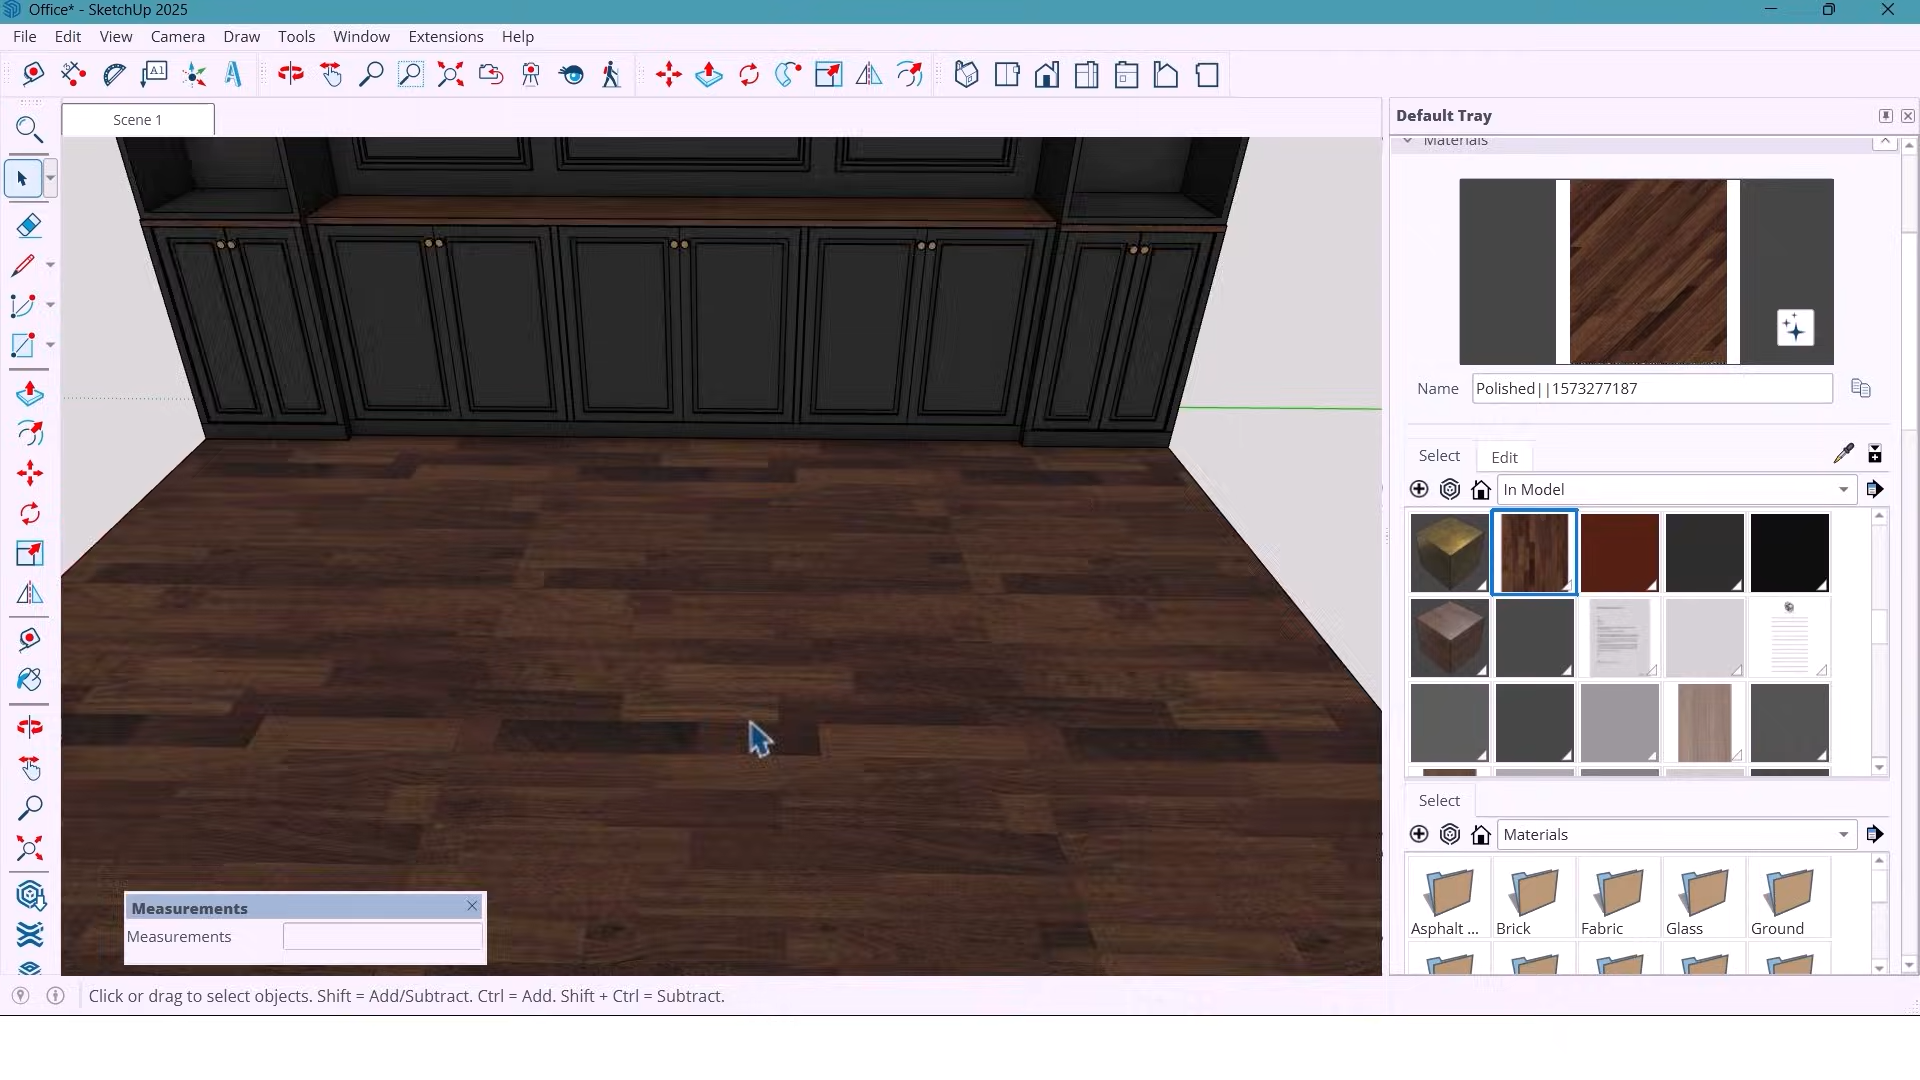 Office* - SketchUp 2025
File Edit View Camera Draw Tools Window Extensions Help
A1
Scene 1
Default Tray
Materials
Name Polished||1573277187
Select Edit
In Model
Select
Materials
Asphalt ... Brick Fabric Glass Ground
Measurements
Measurements
Click or drag to select objects. Shift = Add/Subtract. Ctrl = Add. Shift + Ctrl = Subtract.